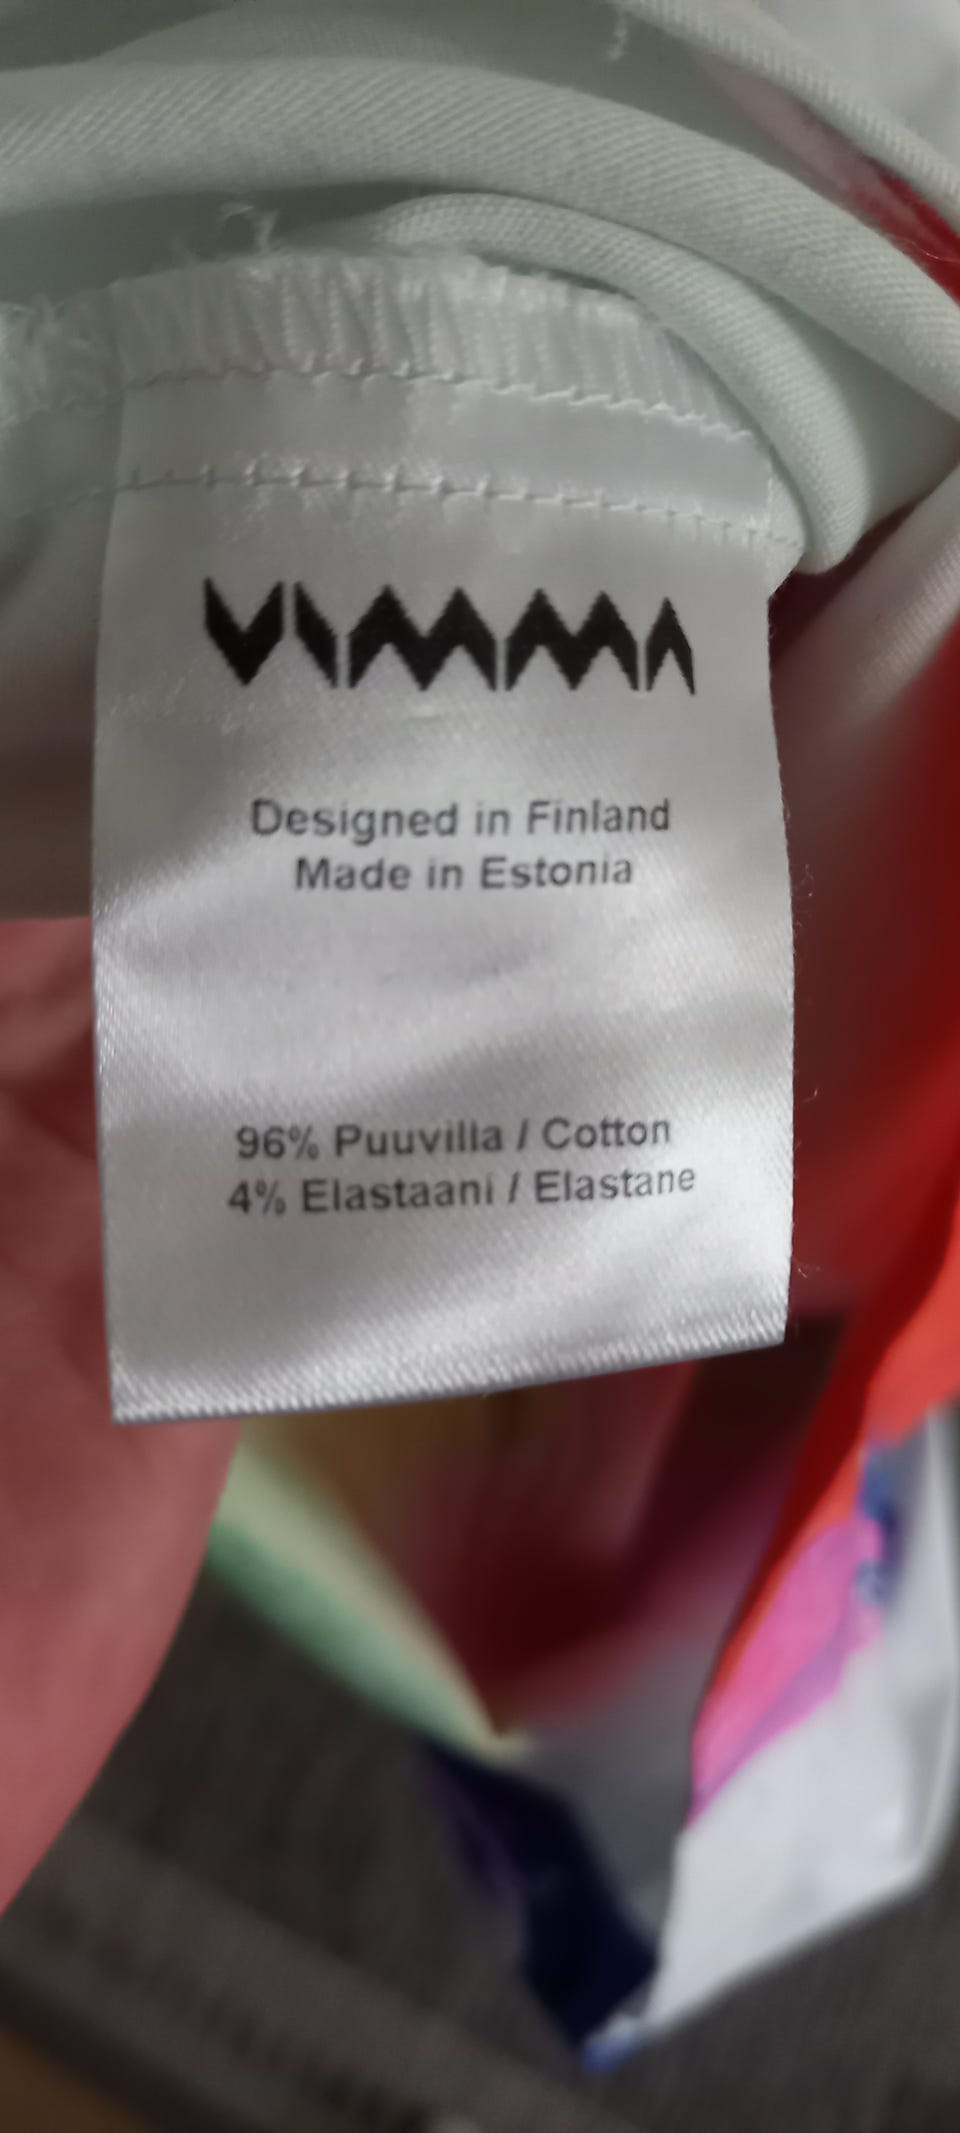 VIMMA
Designed in Finland
Made in Estonia
96% Puuvilla / Cotton
4% Elastaani / Elastane